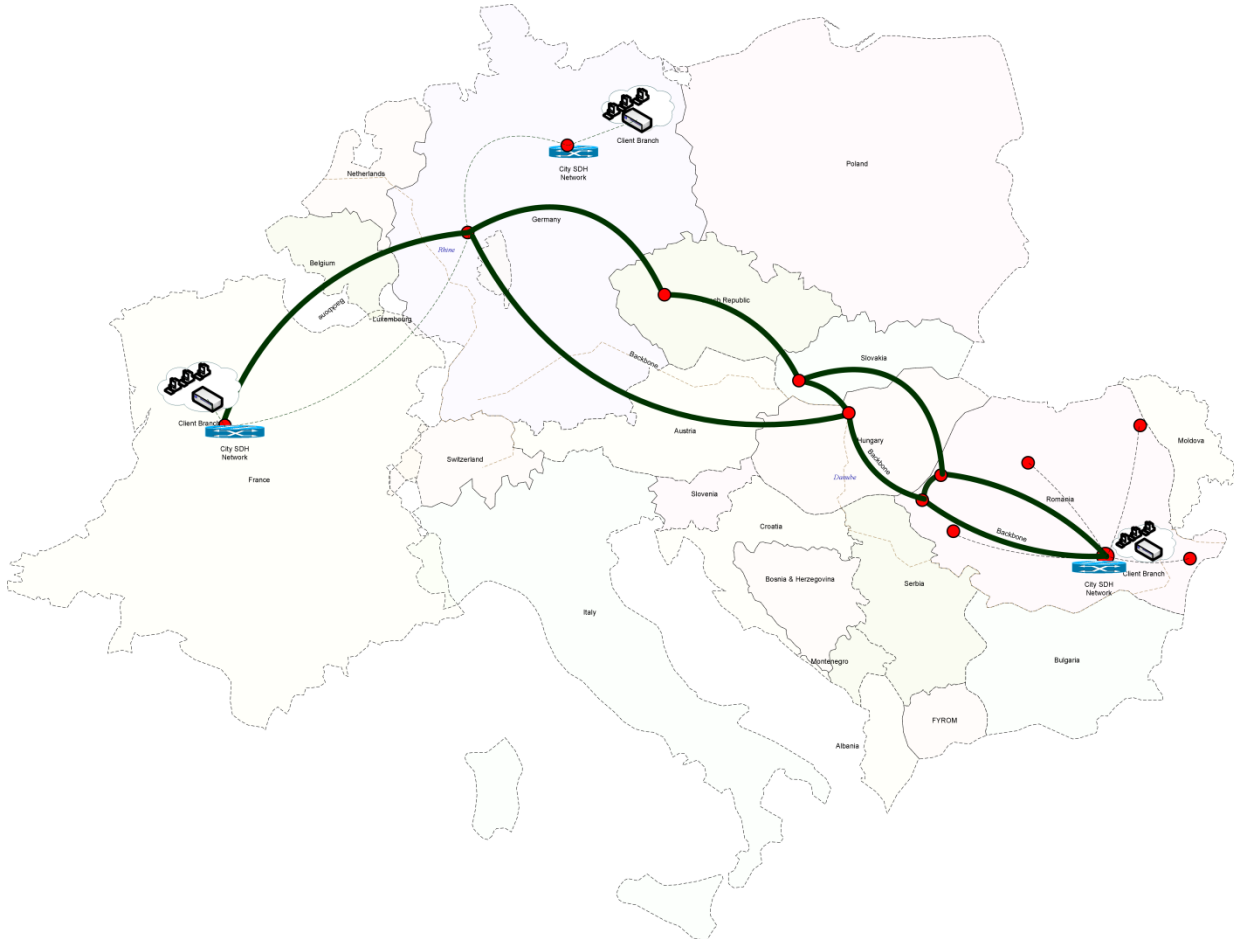 Client Branch
Poland
City SDH
Network
Netherlands
Germany
Rhine
Belgium
Backbone
Luxembourg
h Republic
Backbone
Slovakia
Client Branch
City SDH
Network
France
Austria
Hungary
Moldova
Switzerland
Backbone
Danube
Slovenia
Romania
Croatia
Backbone
Bosnia & Herzegovina
Serbia
Client Branch
City SDH
Network
Italy
Montenegro
Bulgaria
FYROM
Albania